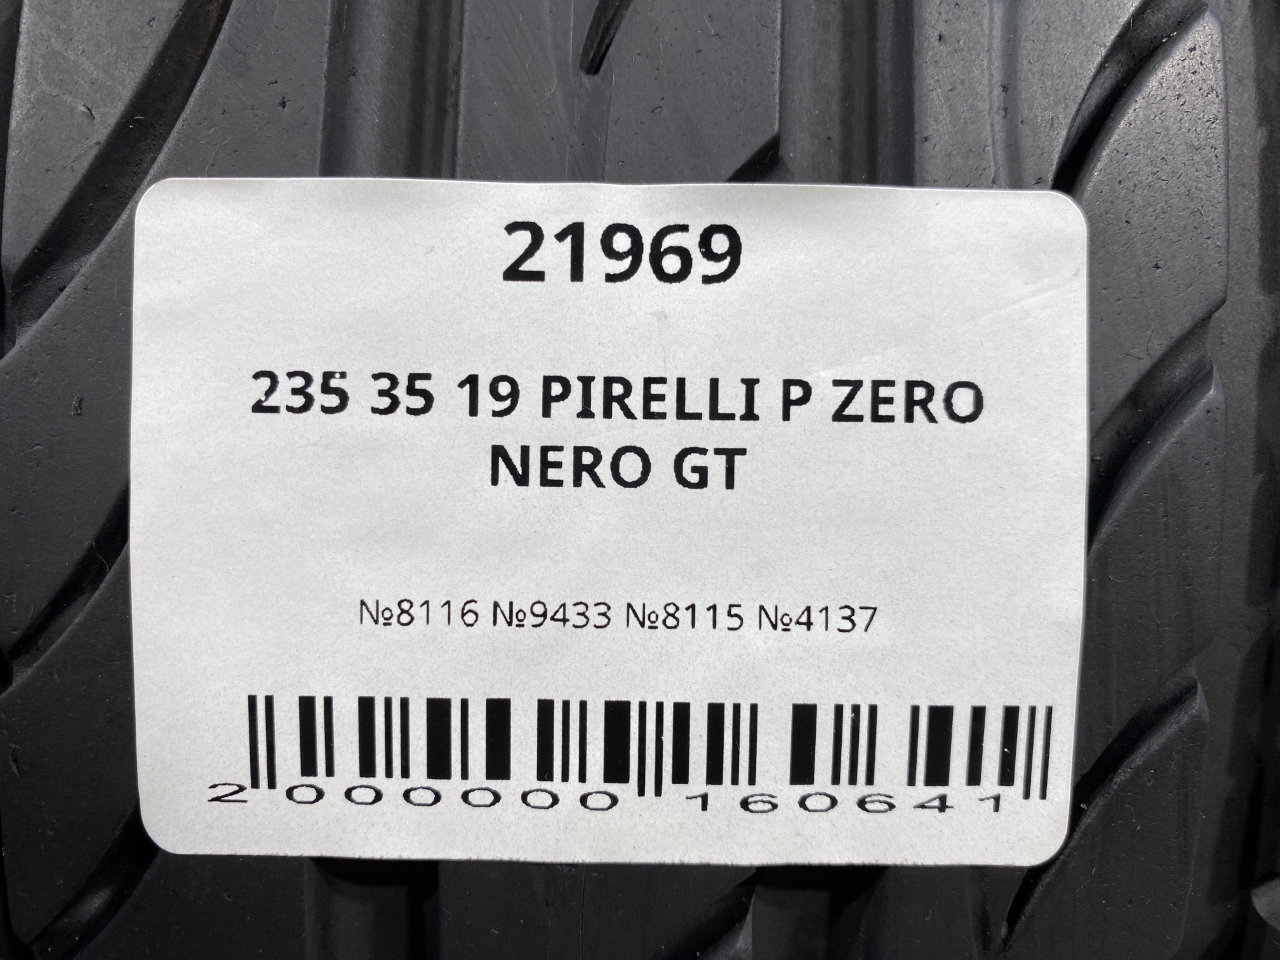 21969
235 35 19 PIRELLI P ZERO
NERO GT
№8116 №9433 №8115 №4137
2 000000 160641